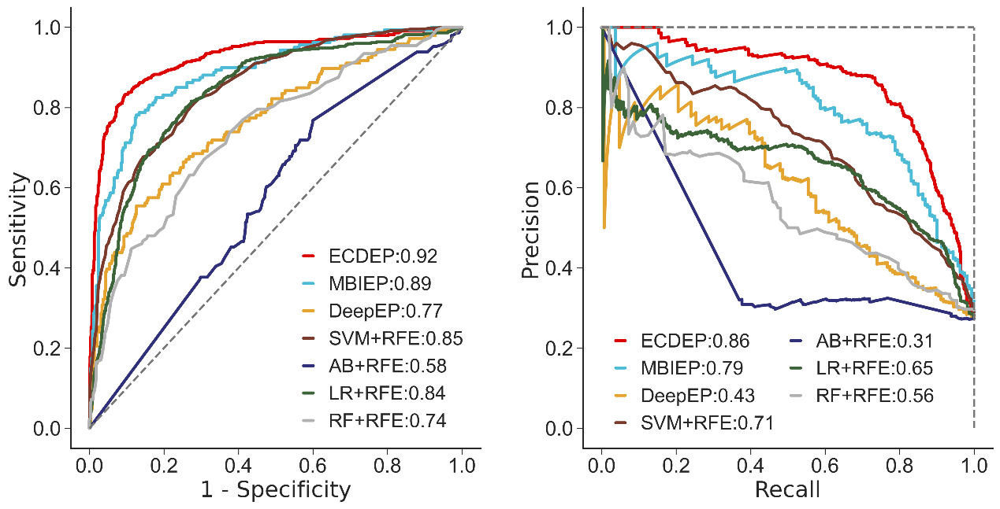 1.0
0.8
0.6
0.4
0.2
0.0
Sensitivity
ECDEP:0.92
MBIEP:0.89
DeepEP:0.77
SVM+RFE:0.85
AB+RFE:0.58
LR+RFE:0.84
RF+RFE:0.74
0.0 0.2 0.4 0.6 0.8 1.0
1 - Specificity
1.0
0.8
0.6
0.4
0.2
0.0
Precision
ECDEP:0.86
MBIEP:0.79
DeepEP:0.43
SVM+RFE:0.71
AB+RFE:0.31
LR+RFE:0.65
RF+RFE:0.56
0.0 0.2 0.4 0.6 0.8 1.0
Recall